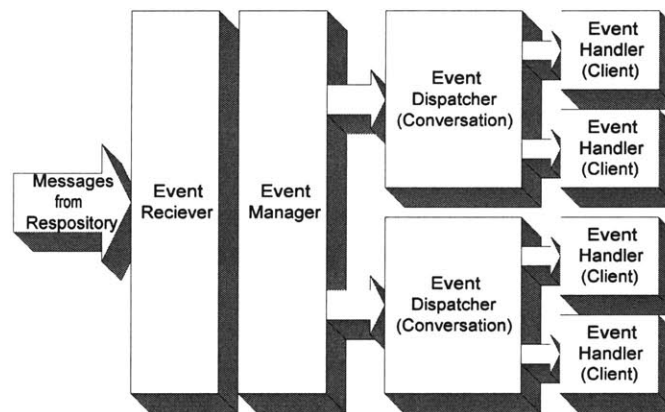 Messages
from
Respository
Event
Reciever
Event
Manager
Event
Dispatcher
(Conversation)
Event
Handler
(Client)
Event
Handler
(Client)
Event
Dispatcher
(Conversation)
Event
Handler
(Client)
Event
Handler
(Client)